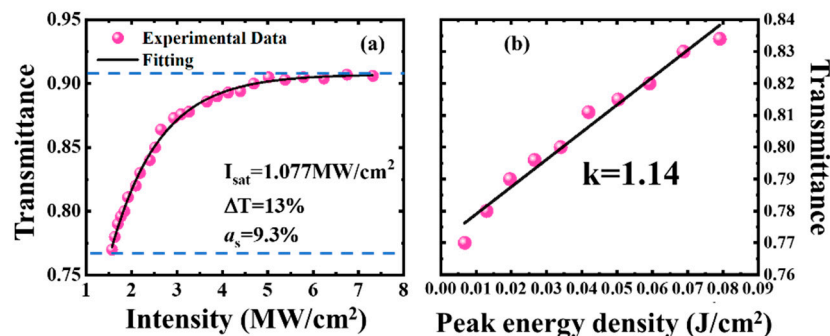 Experimental Data
Fitting
(a)
I_sat=1.077MW/cm²
ΔT=13%
a_s=9.3%
0.95
0.90
0.85
0.80
0.75
Transmittance
1 2 3 4 5 6 7 8
Intensity (MW/cm²)
(b)
k=1.14
0.84
0.83
0.82
0.81
0.80
0.79
0.78
0.77
0.76
Transmittance
0.00 0.01 0.02 0.03 0.04 0.05 0.06 0.07 0.08 0.09
Peak energy density (J/cm²)